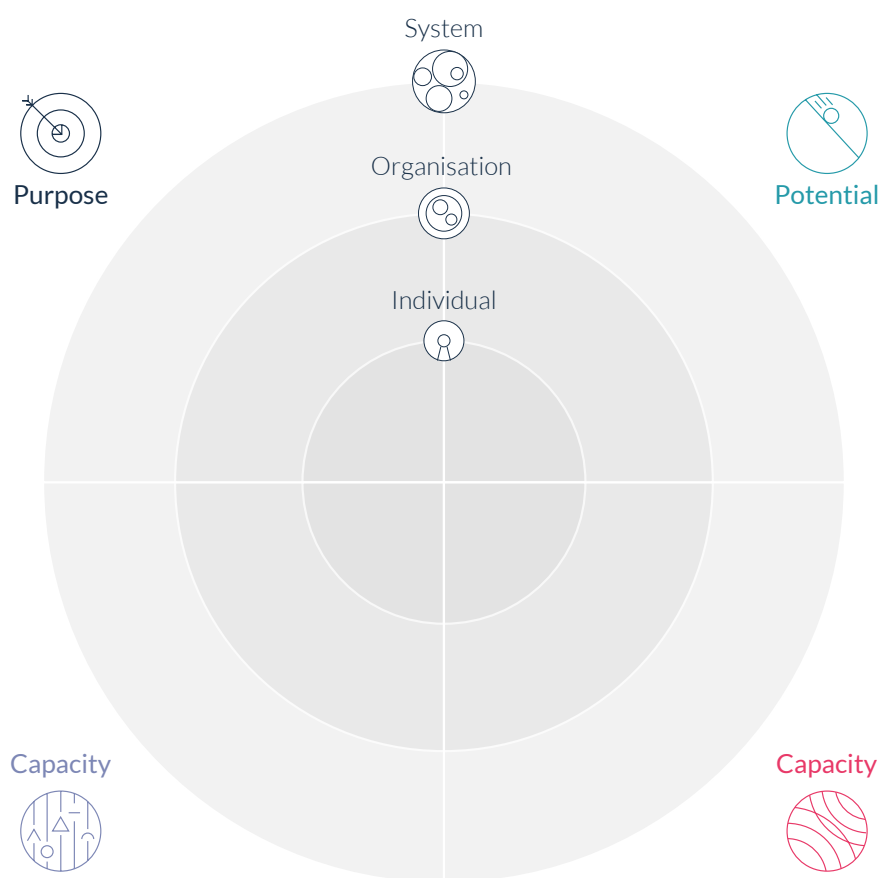 System
Organisation
Individual
Purpose
Potential
Capacity
Capacity